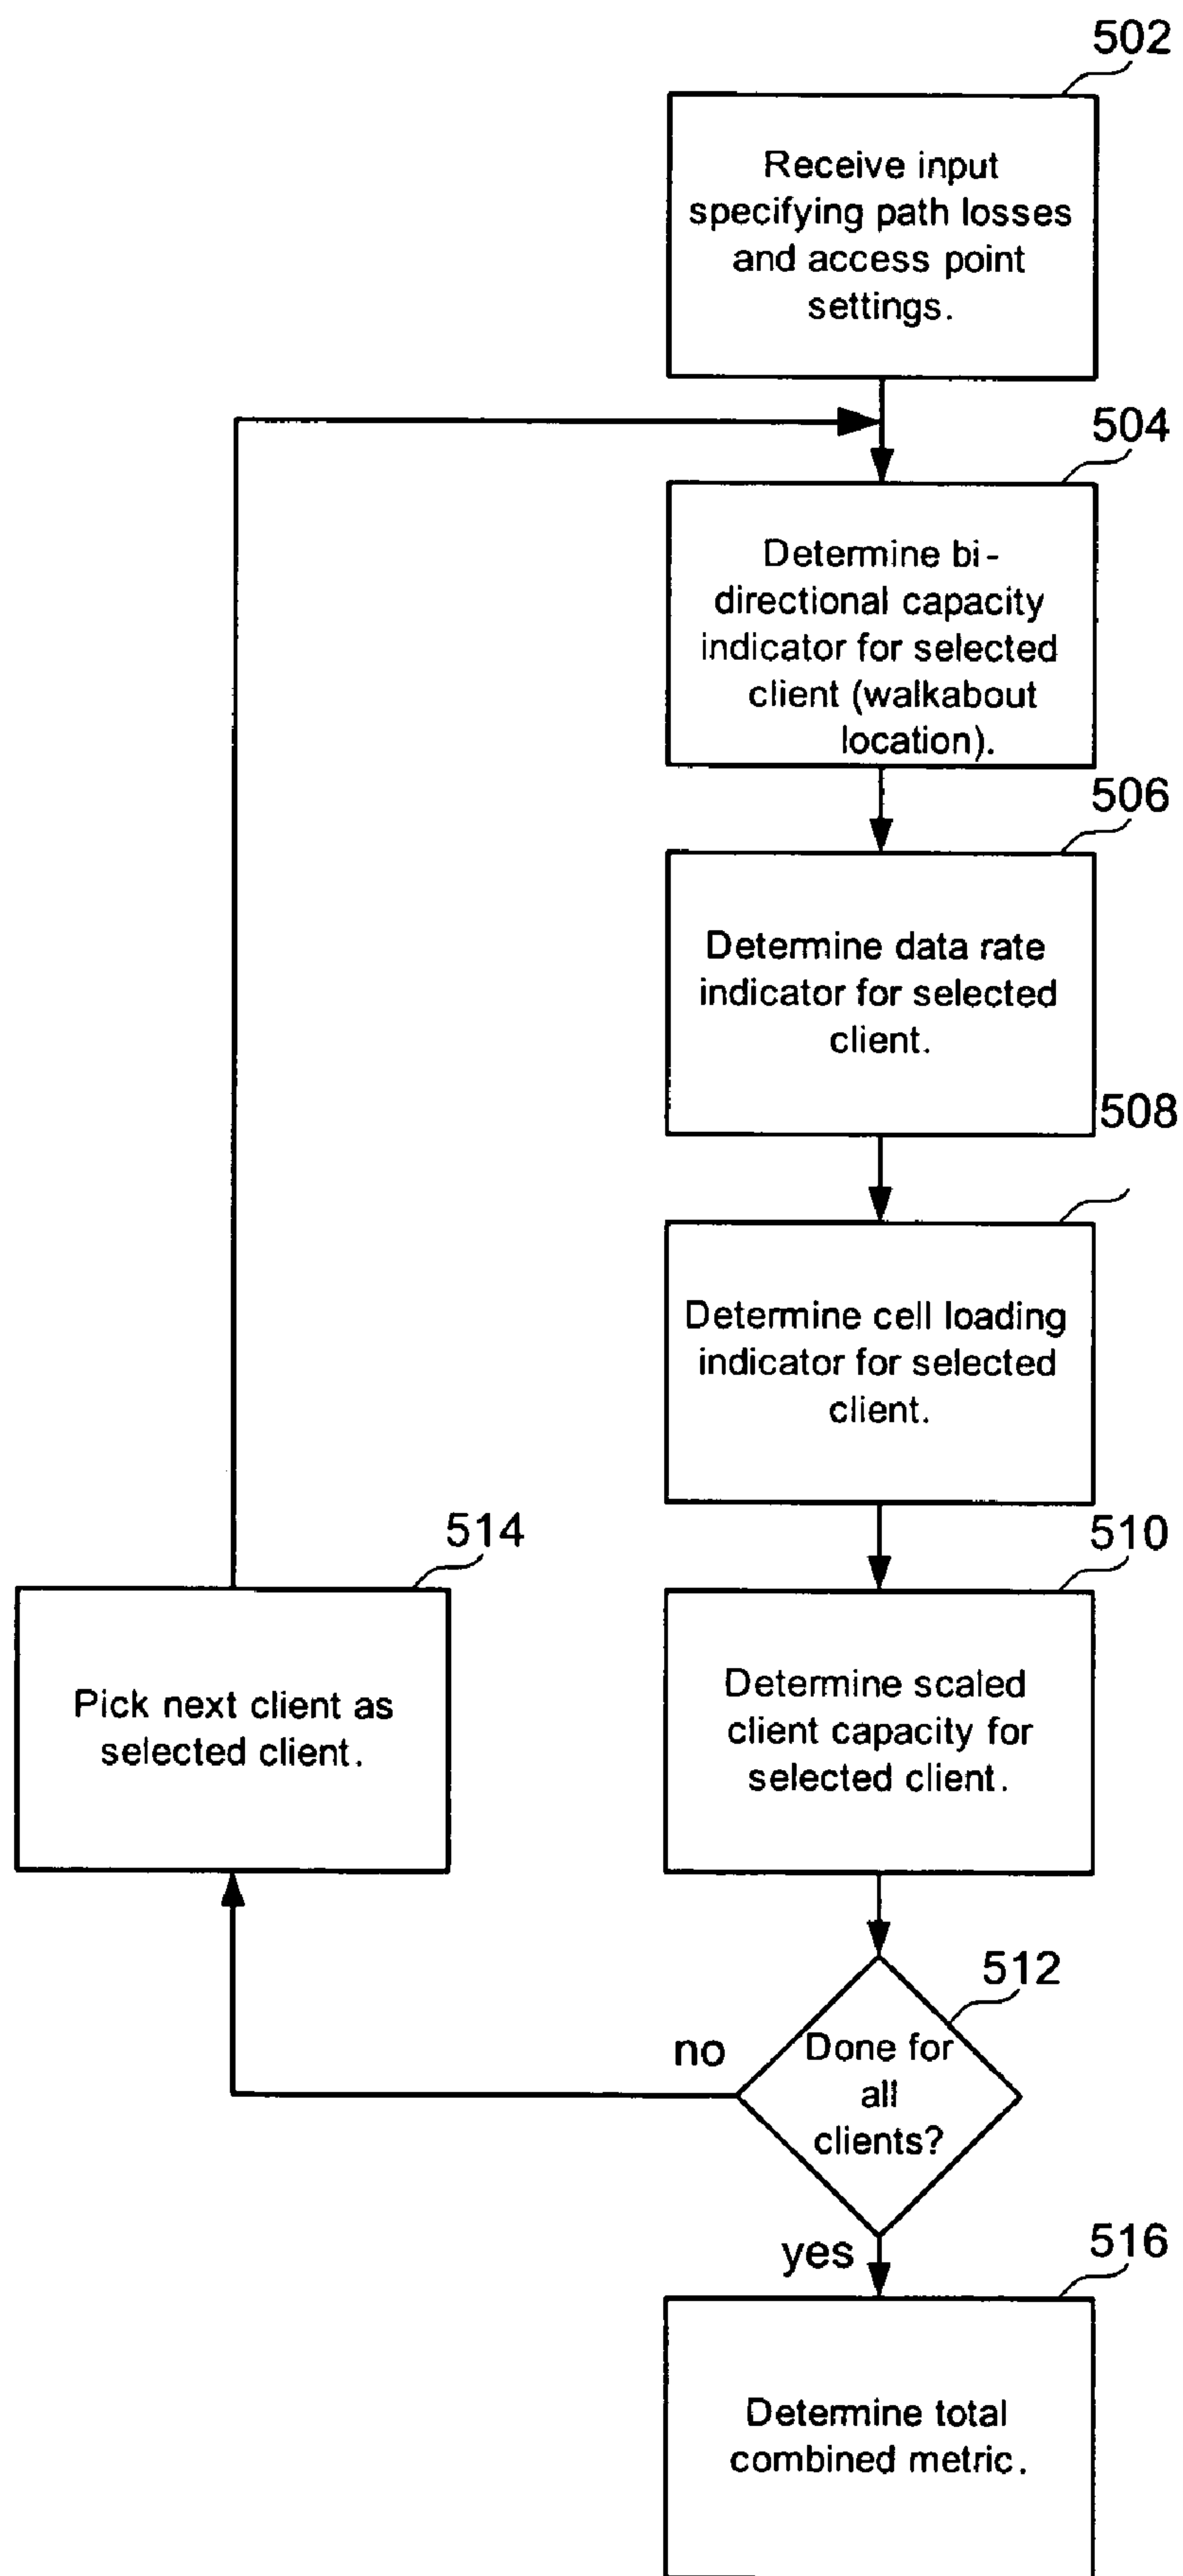 502
Receive input
specifying path losses
and access point
settings.
504
Determine bi-
directional capacity
indicator for selected
client (walkabout
location).
506
Determine data rate
indicator for selected
client.
508
Determine cell loading
indicator for selected
client.
510
Determine scaled
client capacity for
selected client.
514
Pick next client as
selected client.
512
Done for
all
clients?
no
yes
516
Determine total
combined metric.